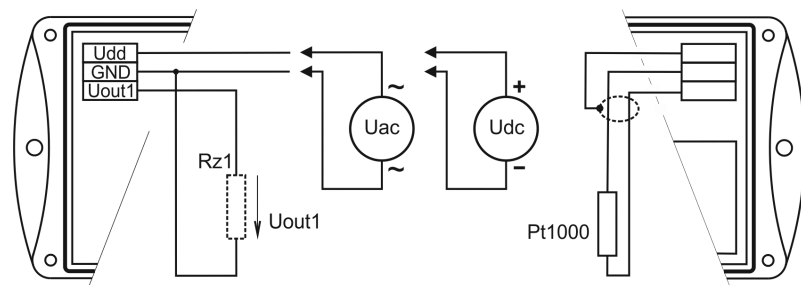 Udd
GND
Uout1
Rz1
Uout1
~
Uac
~
+
Udc
–
Pt1000